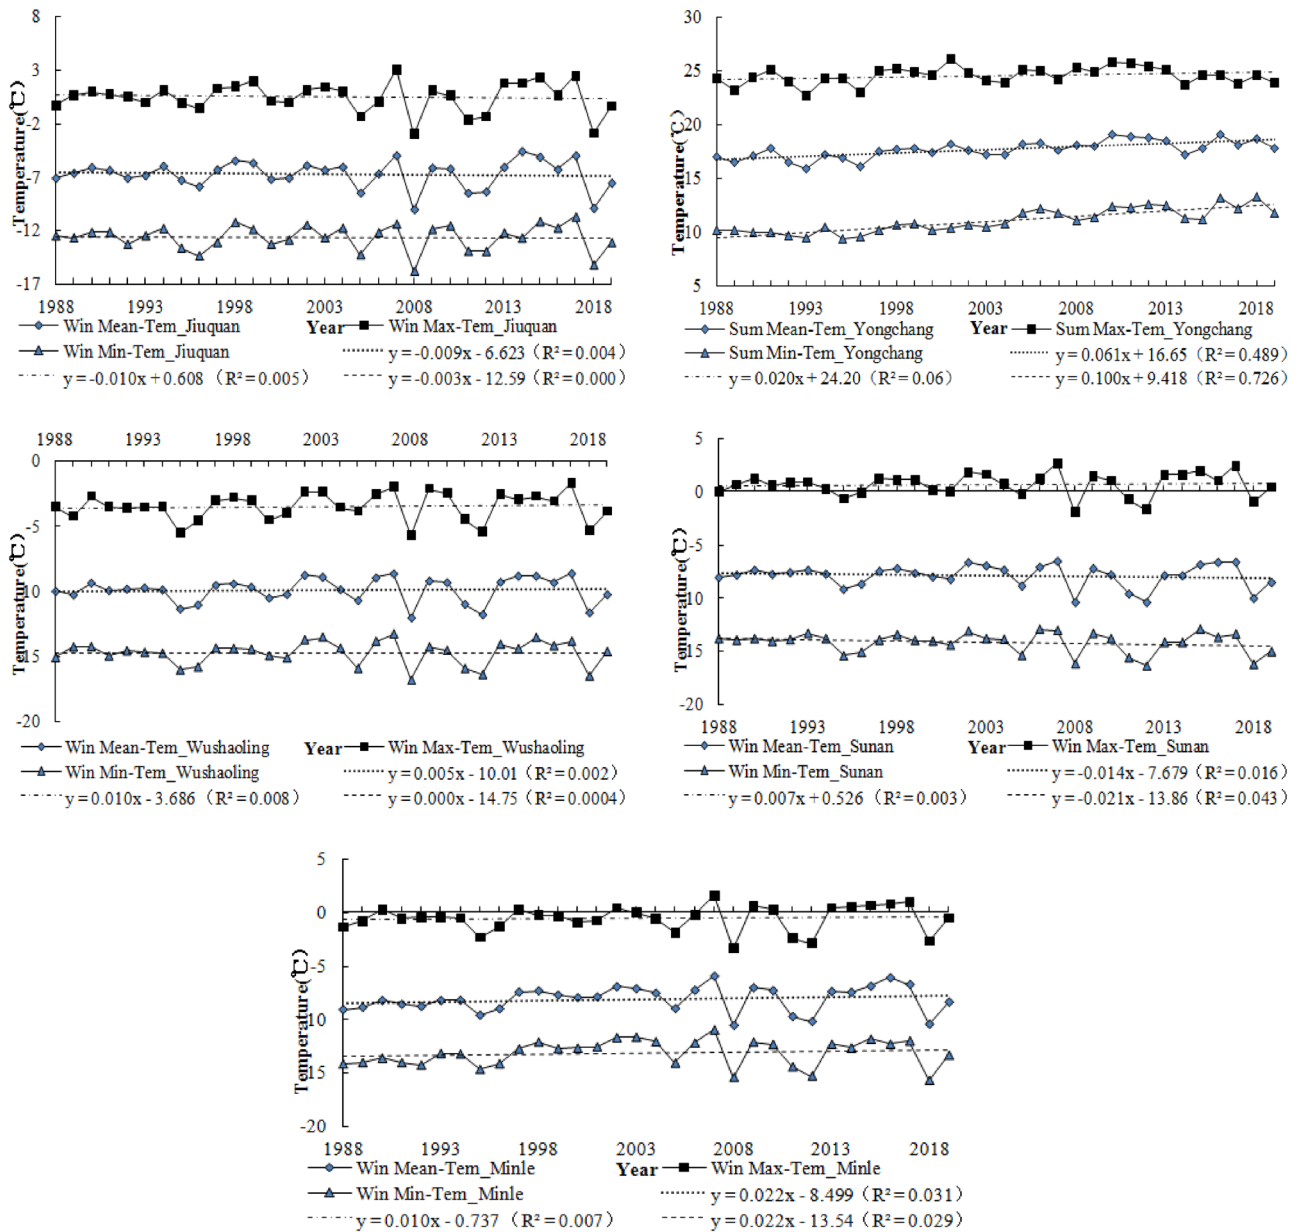 8
3
-2
-7
-12
-17
Temperature(℃)
1988 1993 1998 2003 2008 2013 2018
Year
Win Mean-Tem_Jiuquan
Win Max-Tem_Jiuquan
Win Min-Tem_Jiuquan
y=-0.009x - 6.623 (R²=0.004)
y=-0.010x+0.608 (R²=0.005)
y=-0.003x -12.59 (R²=0.000)
30
25
20
15
10
5
Temperature(℃)
1988 1993 1998 2003 2008 2013 2018
Year
Sum Mean-Tem_Yongchang
Sum Max-Tem_Yongchang
Sum Min-Tem_Yongchang
y=0.061x+16.65 (R²=0.489)
y=0.020x+24.20 (R²=0.06)
y=0.100x+9.418 (R²=0.726)
1988 1993 1998 2003 2008 2013 2018
0
-5
-10
-15
-20
Temperature(℃)
Year
Win Mean-Tem_Wushaoling
Win Max-Tem_Wushaoling
Win Min-Tem_Wushaoling
y=0.005x - 10.01 (R²=0.002)
y=0.010x - 3.686 (R²=0.008)
y=0.000x - 14.75 (R²=0.0004)
5
0
-5
-10
-15
-20
Temperature(℃)
1988 1993 1998 2003 2008 2013 2018
Year
Win Mean-Tem_Sunan
Win Max-Tem_Sunan
Win Min-Tem_Sunan
y=-0.014x - 7.679 (R²=0.016)
y=0.007x+0.526 (R²=0.003)
y=-0.021x - 13.86 (R²=0.043)
5
0
-5
-10
-15
-20
Temperature(℃)
1988 1993 1998 2003 2008 2013 2018
Year
Win Mean-Tem_Minle
Win Max-Tem_Minle
Win Min-Tem_Minle
y=0.022x - 8.499 (R²=0.031)
y=0.010x - 0.737 (R²=0.007)
y=0.022x - 13.54 (R²=0.029)